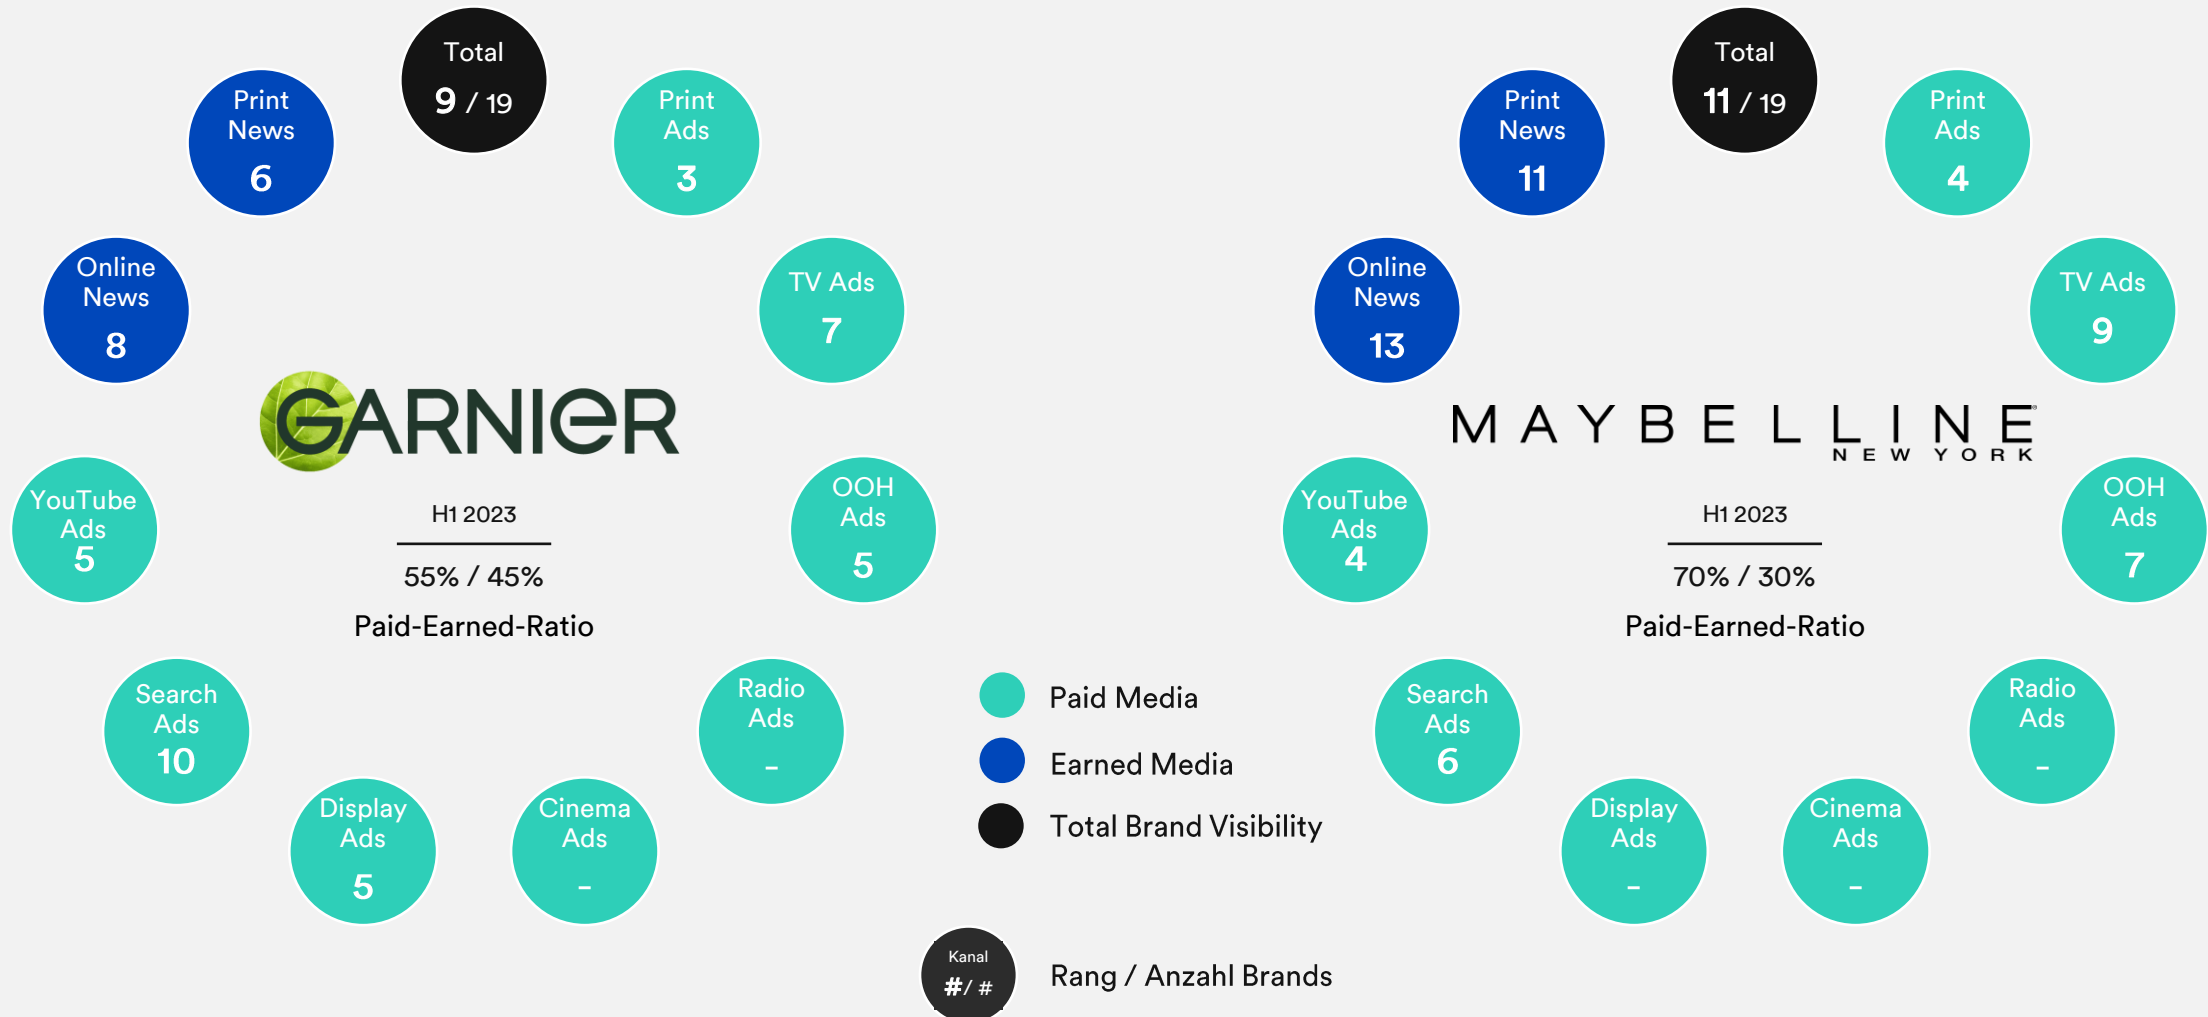 Total
9 / 19
Print
News
6
Print
Ads
3
Online
News
8
TV Ads
7
GARNIER
YouTube
Ads
5
OOH
Ads
5
H1 2023
55% / 45%
Paid-Earned-Ratio
Search
Ads
10
Radio
Ads
-
Display
Ads
5
Cinema
Ads
-
Paid Media
Earned Media
Total Brand Visibility
Kanal
#/ #
Rang / Anzahl Brands
Total
11 / 19
Print
News
11
Print
Ads
4
Online
News
13
TV Ads
9
MAYBELLINE
NEW YORK
YouTube
Ads
4
OOH
Ads
7
H1 2023
70% / 30%
Paid-Earned-Ratio
Search
Ads
6
Radio
Ads
-
Display
Ads
-
Cinema
Ads
-